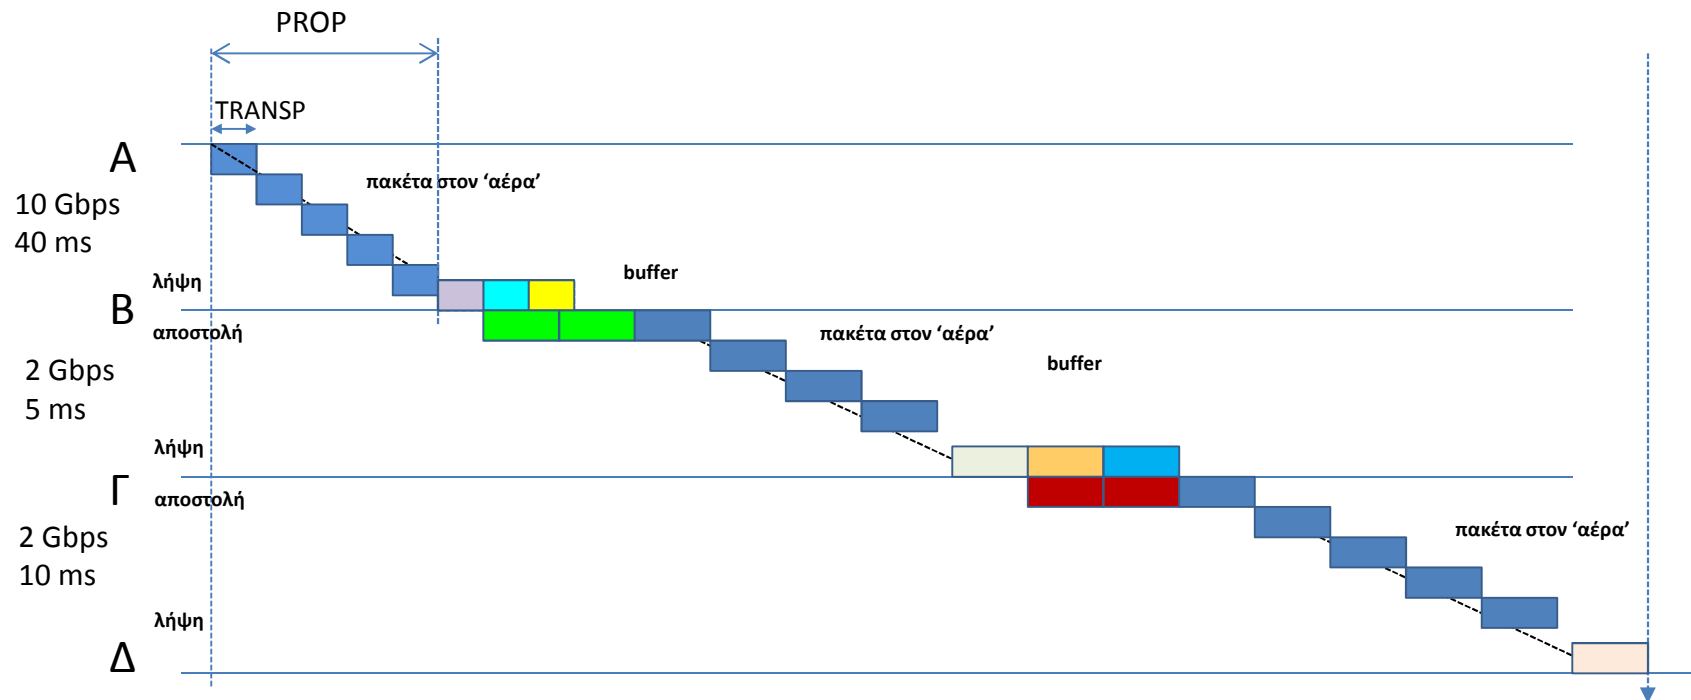 PROP
TRANSP
Α
πακέτα στον ‘αέρα’
10 Gbps
40 ms
λήψη
buffer
Β
αποστολή
πακέτα στον ‘αέρα’
2 Gbps
5 ms
buffer
λήψη
Γ
αποστολή
πακέτα στον ‘αέρα’
2 Gbps
10 ms
λήψη
Δ